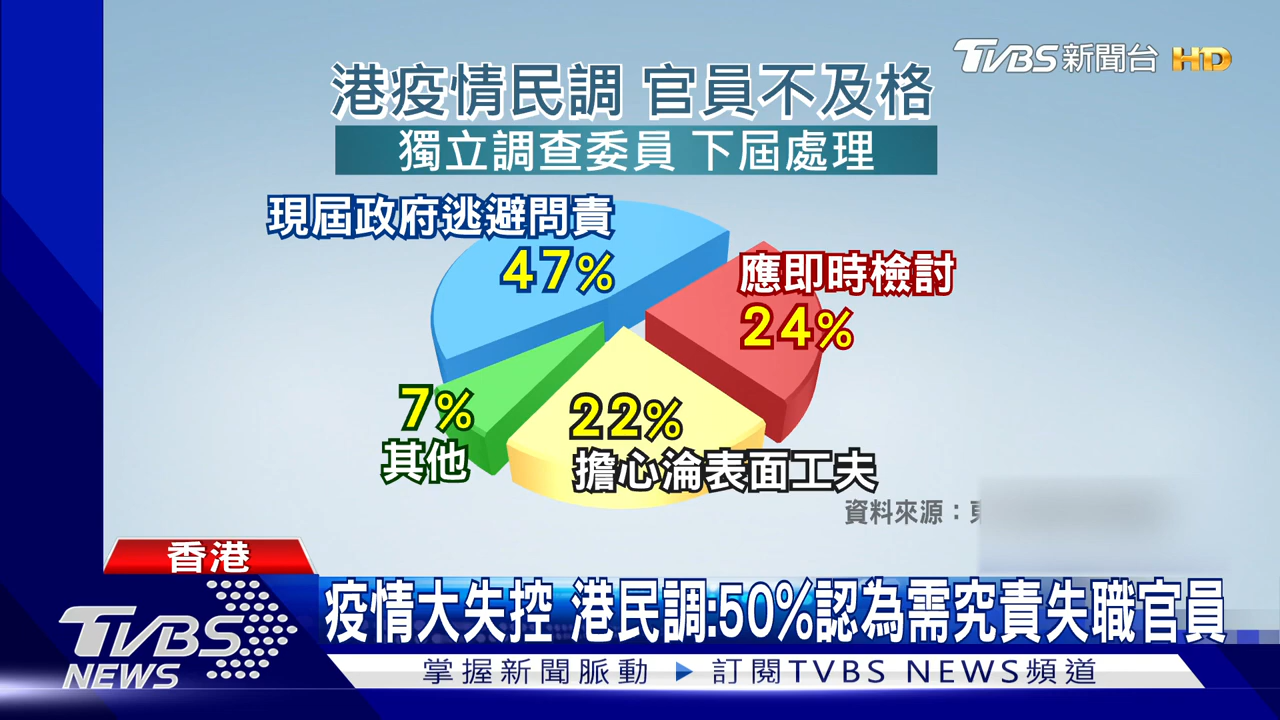 TVBS新聞台 HD
港疫情民調 官員不及格
獨立調查委員 下屆處理
現屆政府逃避問責
47%
應即時檢討
24%
7%
其他
22%
擔心淪表面工夫
資料來源：
香港
疫情大失控 港民調:50%認為需究責失職官員
TVBS
NEWS
掌握新聞脈動 ▶ 訂閱TVBS NEWS頻道